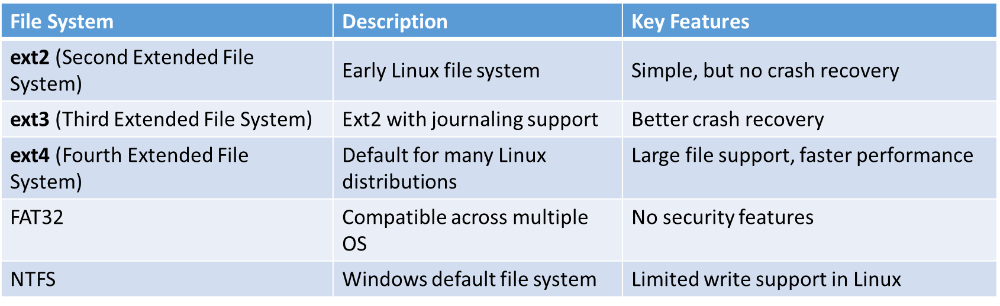 File System Description Key Features
ext2 (Second Extended File
System)
Early Linux file system
Simple, but no crash recovery
ext3 (Third Extended File System)
Ext2 with journaling support
Better crash recovery
ext4 (Fourth Extended File
System)
Default for many Linux
distributions
Large file support, faster performance
FAT32
Compatible across multiple
OS
No security features
NTFS
Windows default file system
Limited write support in Linux